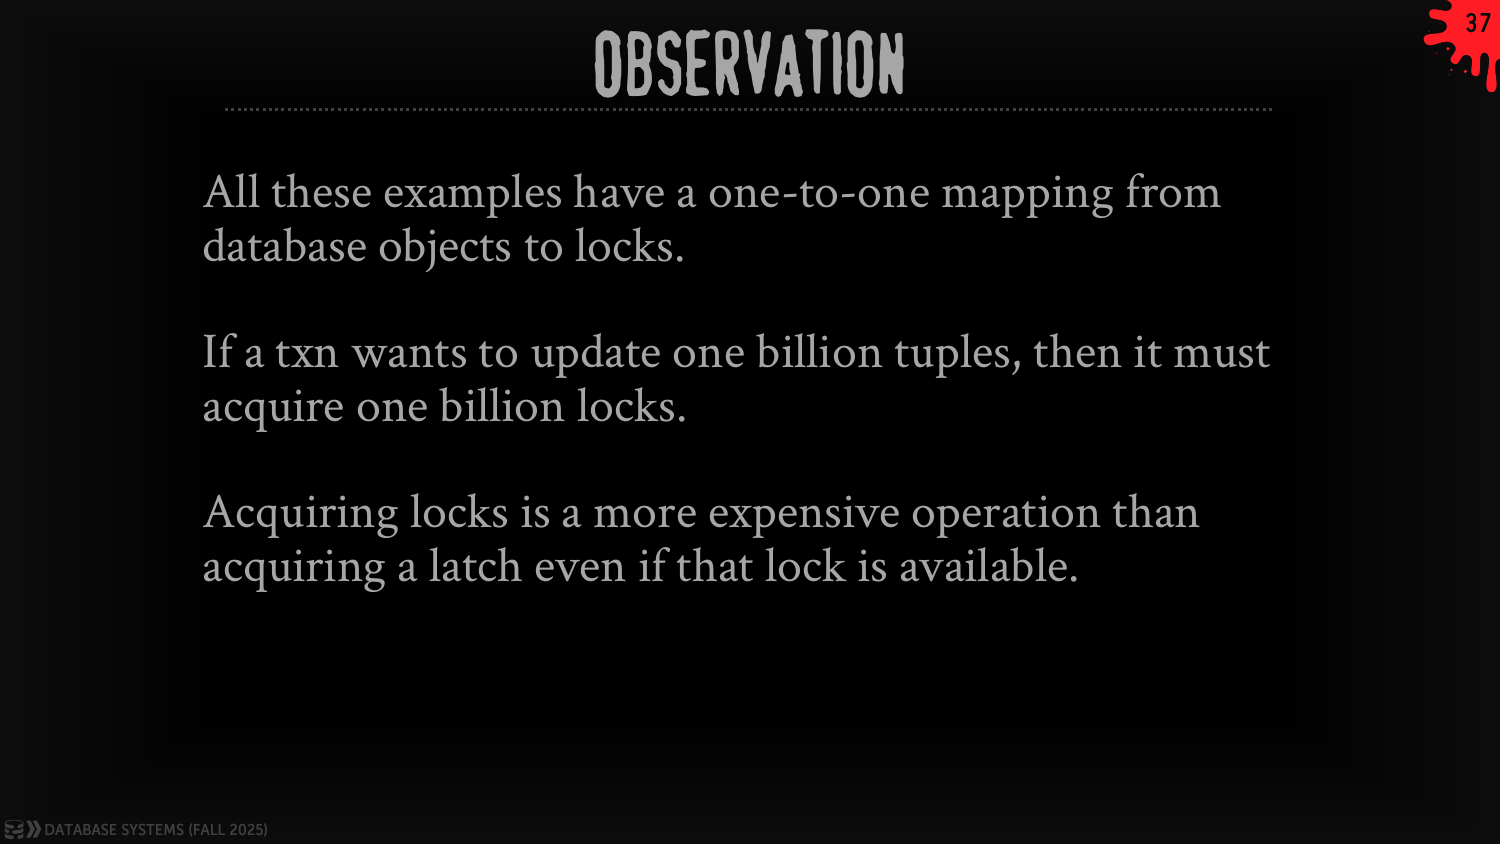 OBSERVATION
37
All these examples have a one-to-one mapping from
database objects to locks.
If a txn wants to update one billion tuples, then it must
acquire one billion locks.
Acquiring locks is a more expensive operation than
acquiring a latch even if that lock is available.
DATABASE SYSTEMS (FALL 2025)